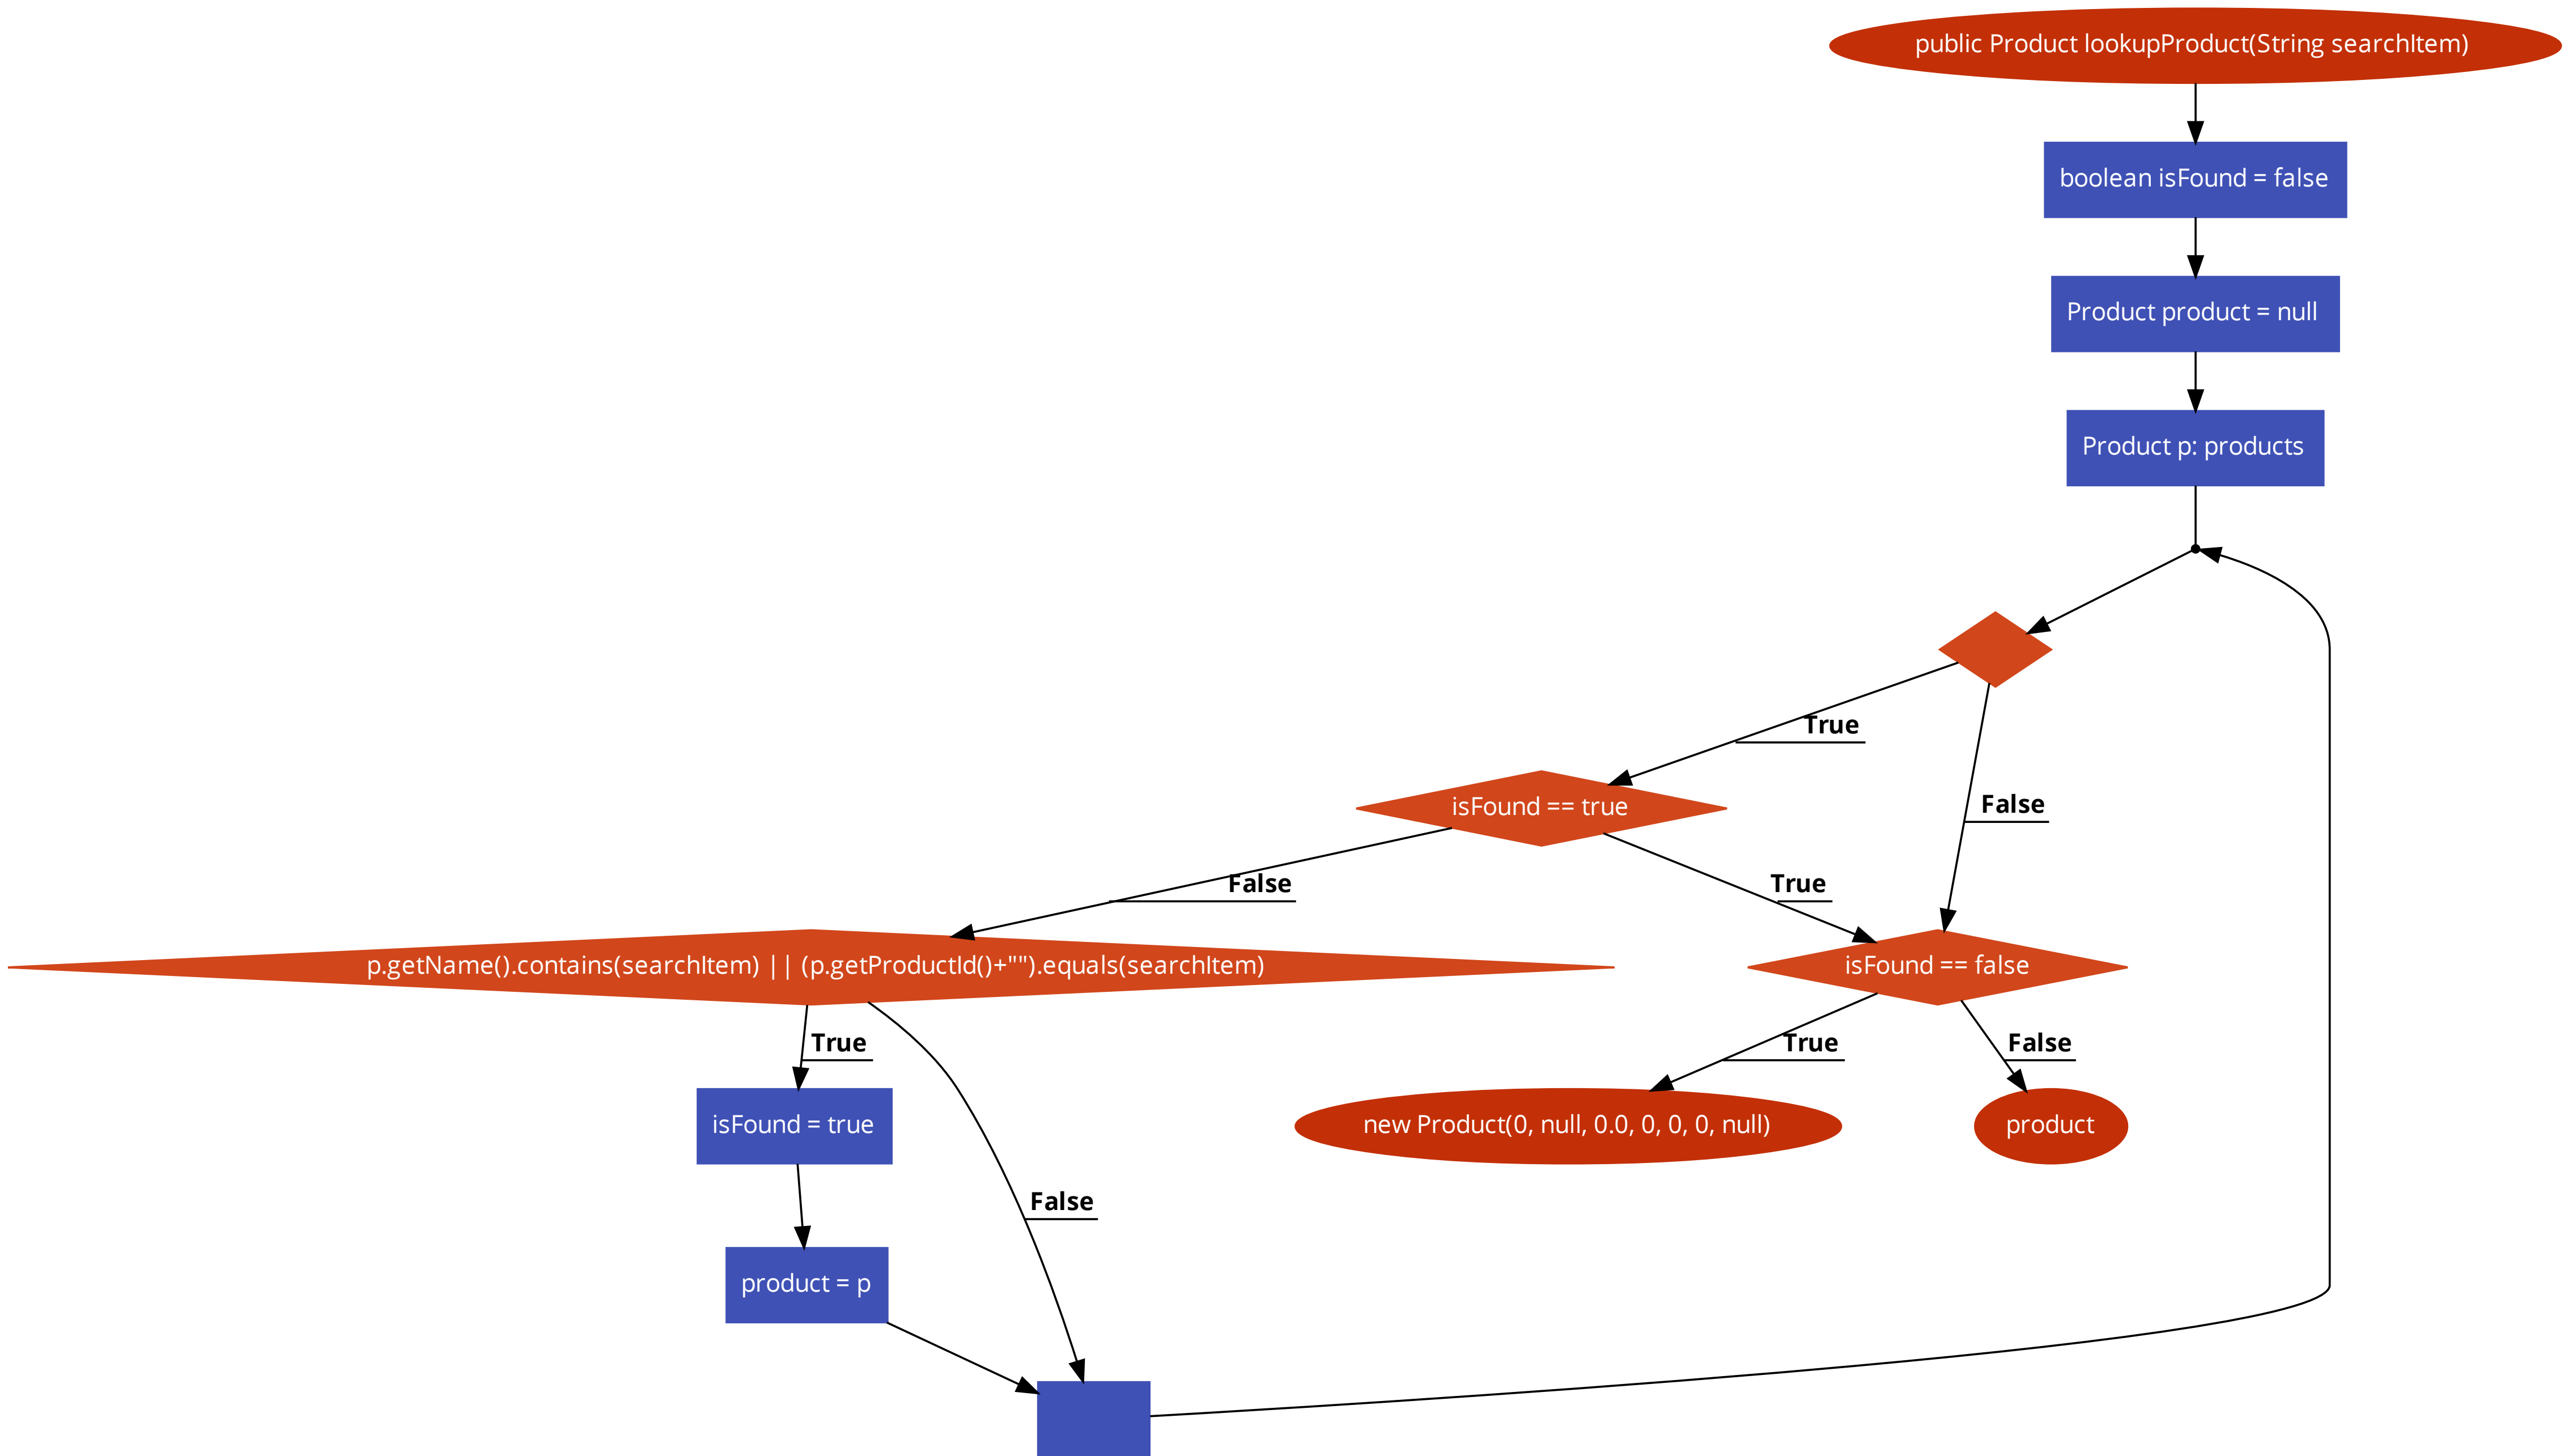 public Product lookupProduct(String searchItem)
boolean isFound = false
Product product = null
Product p: products
True
False
isFound == true
False
True
p.getName().contains(searchItem) || (p.getProductId()+"").equals(searchItem)
isFound == false
True
True
False
isFound = true
new Product(0, null, 0.0, 0, 0, 0, null)
product
False
product = p